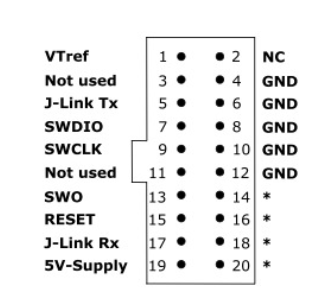 VTref 1 2 NC
Not used 3 4 GND
J-Link Tx 5 6 GND
SWDIO 7 8 GND
SWCLK 9 10 GND
Not used 11 12 GND
SWO 13 14 *
RESET 15 16 *
J-Link Rx 17 18 *
5V-Supply 19 20 *